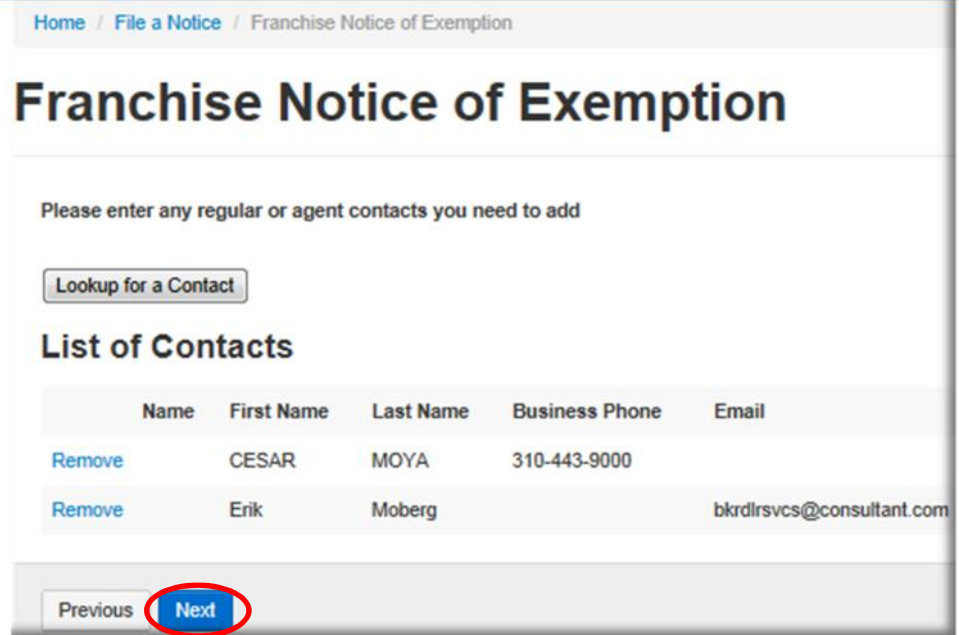 Home / File a Notice / Franchise Notice of Exemption
Franchise Notice of Exemption
Please enter any regular or agent contacts you need to add
Lookup for a Contact
List of Contacts
Name First Name Last Name Business Phone Email
Remove CESAR MOYA 310-443-9000
Remove Erik Moberg bkrdlrsvcs@consultant.com
Previous Next